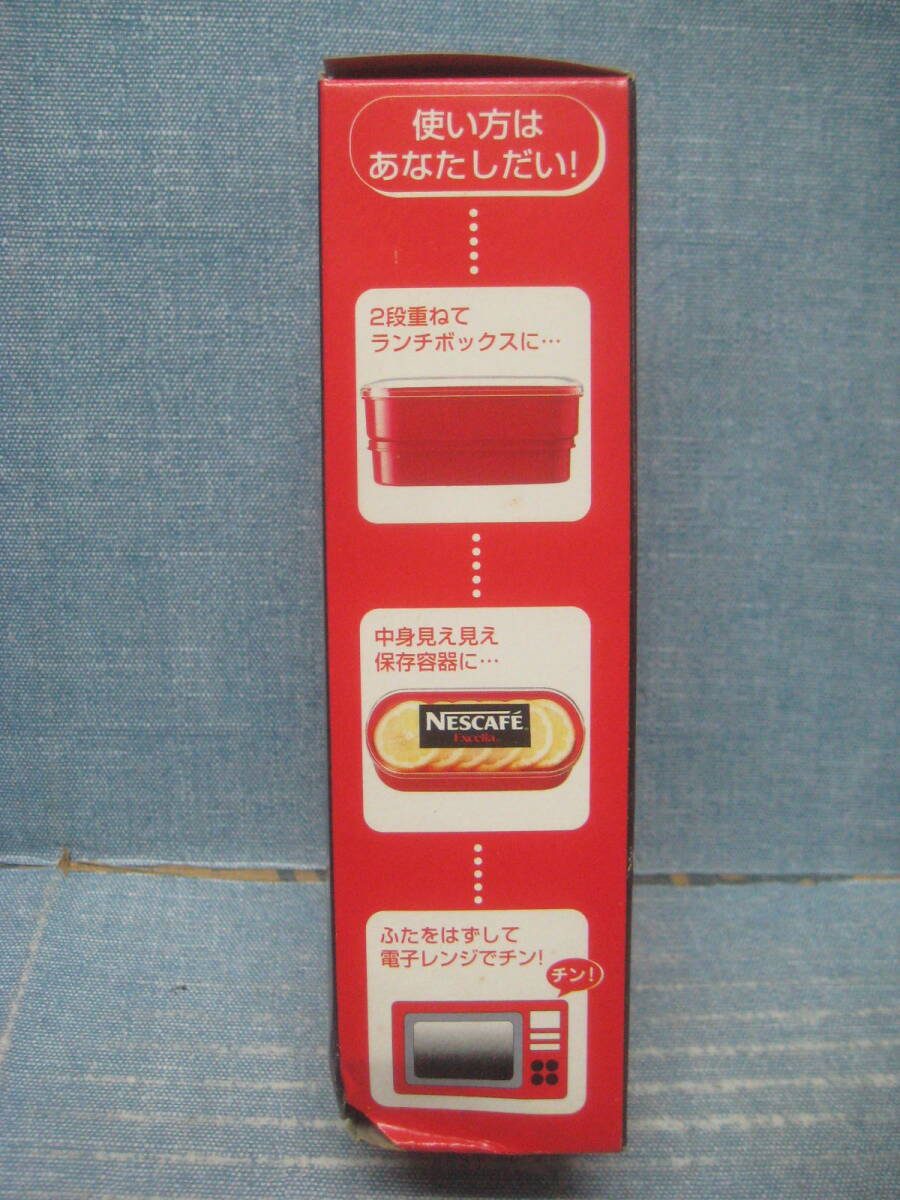 使い方は
あなたしだい!
2段重ねて
ランチボックスに…
中身見え見え
保存容器に…
NESCAFÉ
Excella
ふたをはずして
電子レンジでチン!
チン!